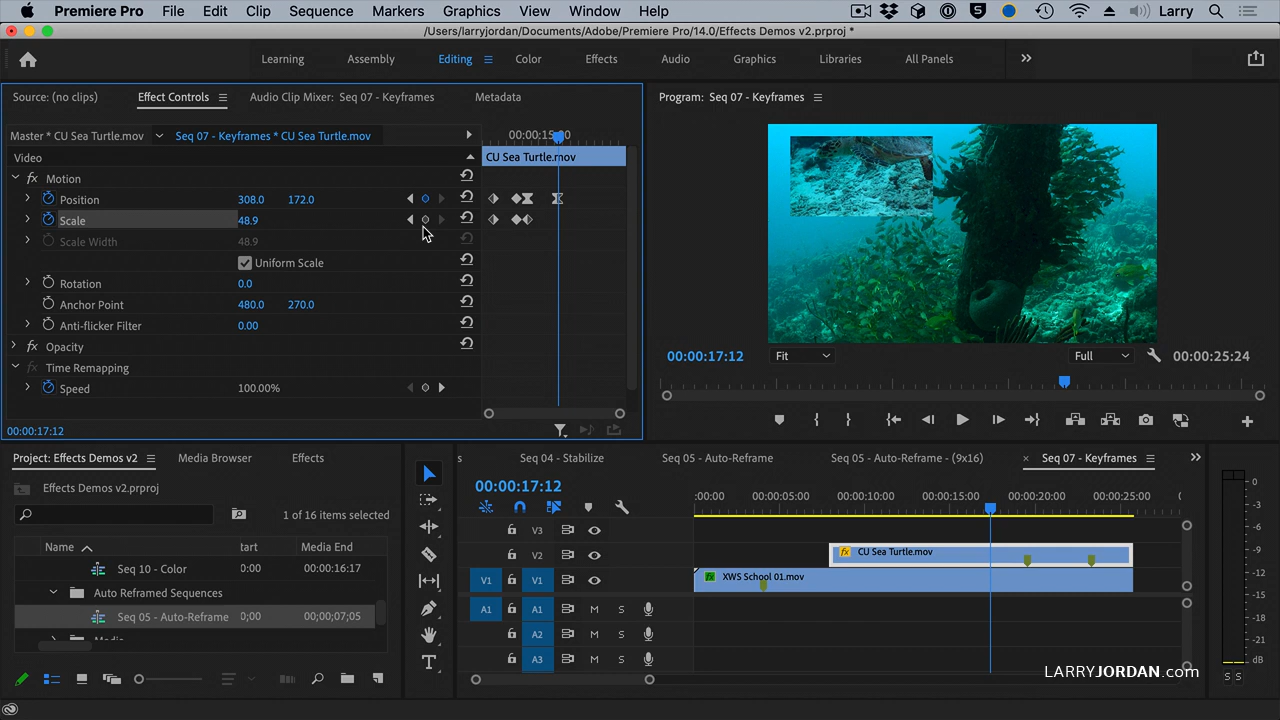 Premiere Pro File Edit Clip Sequence Markers Graphics View Window Help Larry
/Users/larryjordan/Documents/Adobe/Premiere Pro/14.0/Effects Demos v2.prproj *
Learning Assembly Editing Color Effects Audio Graphics Libraries All Panels
Source: (no clips) Effect Controls Audio Clip Mixer: Seq 07 - Keyframes Metadata
Program: Seq 07 - Keyframes
Master * CU Sea Turtle.mov Seq 07 - Keyframes * CU Sea Turtle.mov
Video CU Sea Turtle.mov
Motion
Position 308.0 172.0
Scale 48.9
Scale Width 48.9
Uniform Scale
Rotation 0.0
Anchor Point 480.0 270.0
Anti-flicker Filter 0.00
Opacity
Time Remapping
Speed 100.00%
00:00:17:12
00:00:17:12 Fit Full 00:00:25:24
Project: Effects Demos v2 Media Browser Effects
Effects Demos v2.prproj
1 of 16 items selected
Name tart Media End
Seq 10 - Color 0:00 00:00:16:17
Auto Reframed Sequences
Seq 05 - Auto-Reframe 0;00 00;00;07;05
s Seq 04 - Stabilize Seq 05 - Auto-Reframe Seq 05 - Auto-Reframe - (9x16) × Seq 07 - Keyframes
00:00:17:12
:00:00 00:00:05:00 00:00:10:00 00:00:15:00 00:00:20:00 00:00:25:00
V3
V2 CU Sea Turtle.mov
V1 V1 XWS School 01.mov
A1 A1 M S
A2 M S
A3 M S
0
-3
-6
-9
-12
-15
-18
-21
dB
S S
LARRYJORDAN.com